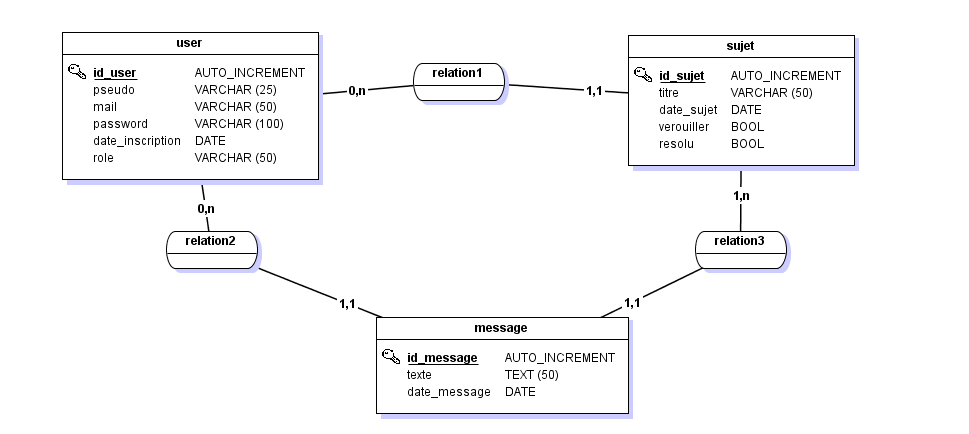 user
id_user AUTO_INCREMENT
pseudo VARCHAR (25)
mail VARCHAR (50)
password VARCHAR (100)
date_inscription DATE
role VARCHAR (50)
0,n
relation1
1,1
sujet
id_sujet AUTO_INCREMENT
titre VARCHAR (50)
date_sujet DATE
verouiller BOOL
resolu BOOL
0,n
relation2
1,1
1,n
relation3
1,1
message
id_message AUTO_INCREMENT
texte TEXT (50)
date_message DATE